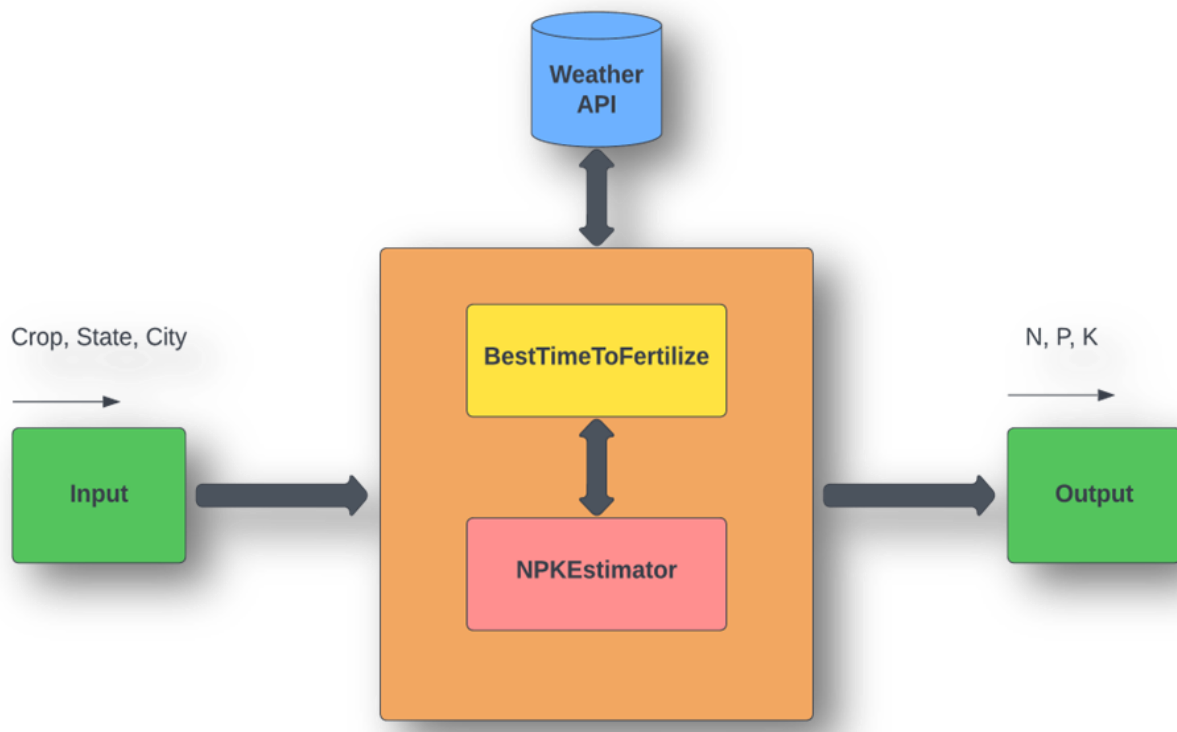 Weather
API
Crop, State, City
N, P, K
BestTimeToFertilize
Input
Output
NPKEstimator